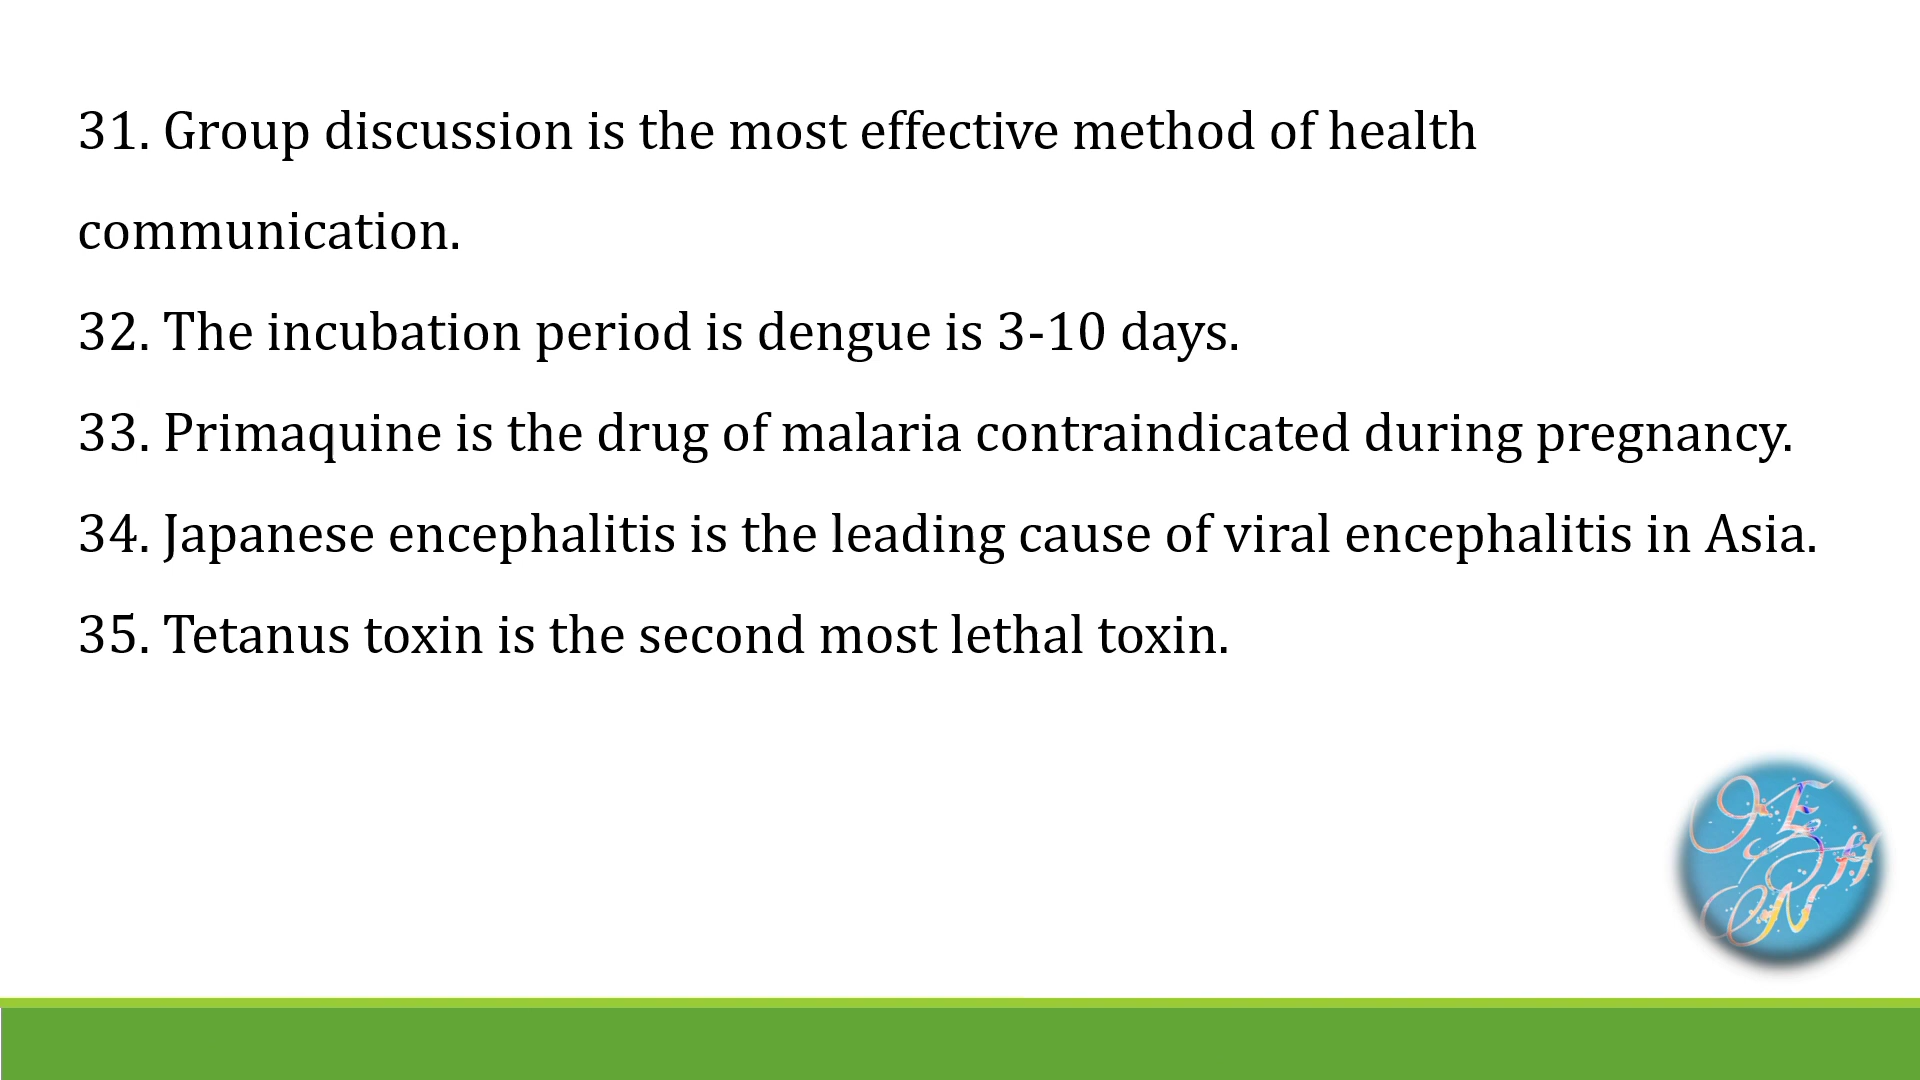 31. Group discussion is the most effective method of health
communication.
32. The incubation period is dengue is 3-10 days.
33. Primaquine is the drug of malaria contraindicated during pregnancy.
34. Japanese encephalitis is the leading cause of viral encephalitis in Asia.
35. Tetanus toxin is the second most lethal toxin.